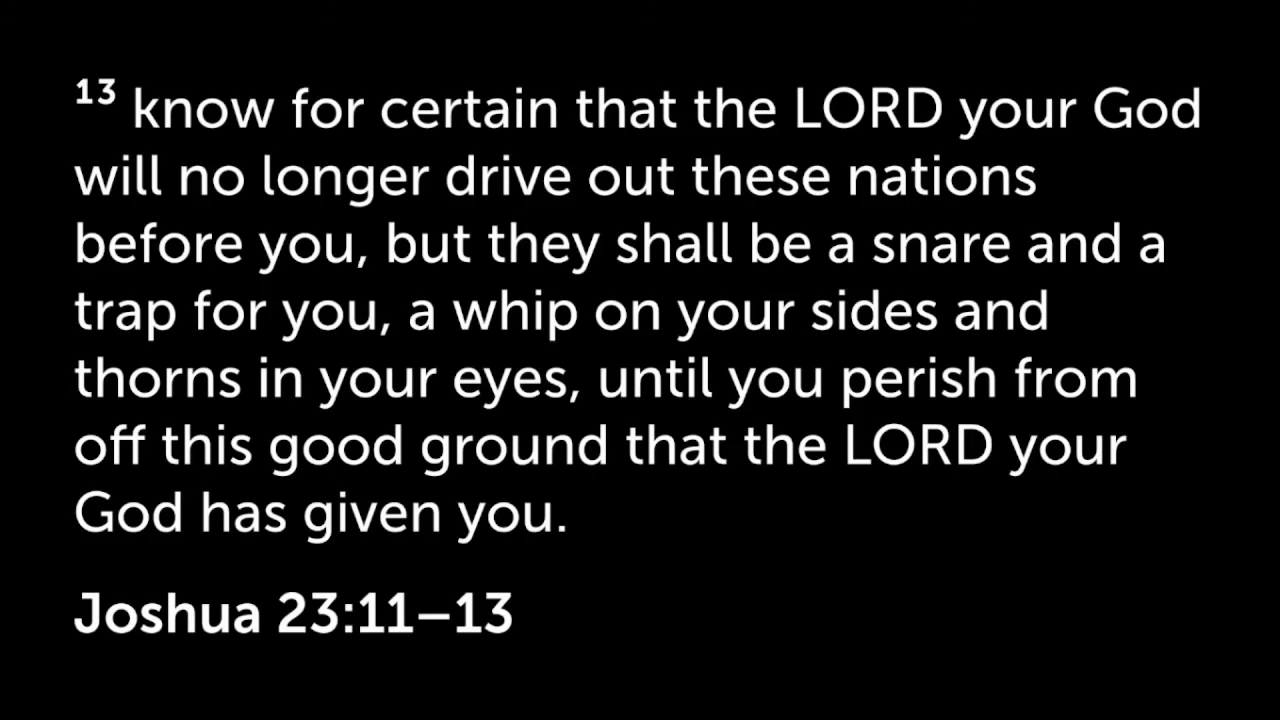 13 know for certain that the LORD your God
will no longer drive out these nations
before you, but they shall be a snare and a
trap for you, a whip on your sides and
thorns in your eyes, until you perish from
off this good ground that the LORD your
God has given you.
Joshua 23:11–13